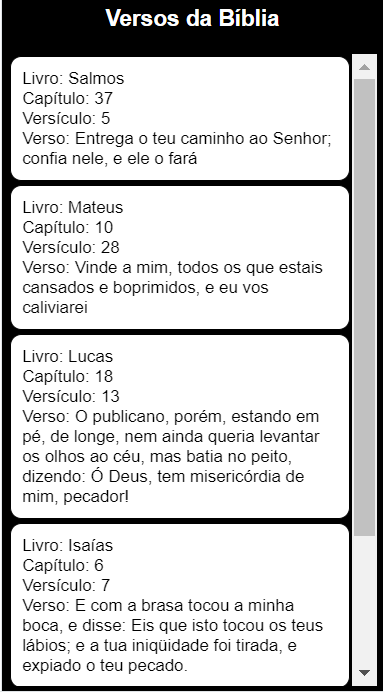 Versos da Bíblia
Livro: Salmos
Capítulo: 37
Versículo: 5
Verso: Entrega o teu caminho ao Senhor;
confia nele, e ele o fará
Livro: Mateus
Capítulo: 10
Versículo: 28
Verso: Vinde a mim, todos os que estais
cansados e boprimidos, e eu vos
caliviarei
Livro: Lucas
Capítulo: 18
Versículo: 13
Verso: O publicano, porém, estando em
pé, de longe, nem ainda queria levantar
os olhos ao céu, mas batia no peito,
dizendo: Ó Deus, tem misericórdia de
mim, pecador!
Livro: Isaías
Capítulo: 6
Versículo: 7
Verso: E com a brasa tocou a minha
boca, e disse: Eis que isto tocou os teus
lábios; e a tua iniqüidade foi tirada, e
expiado o teu pecado.